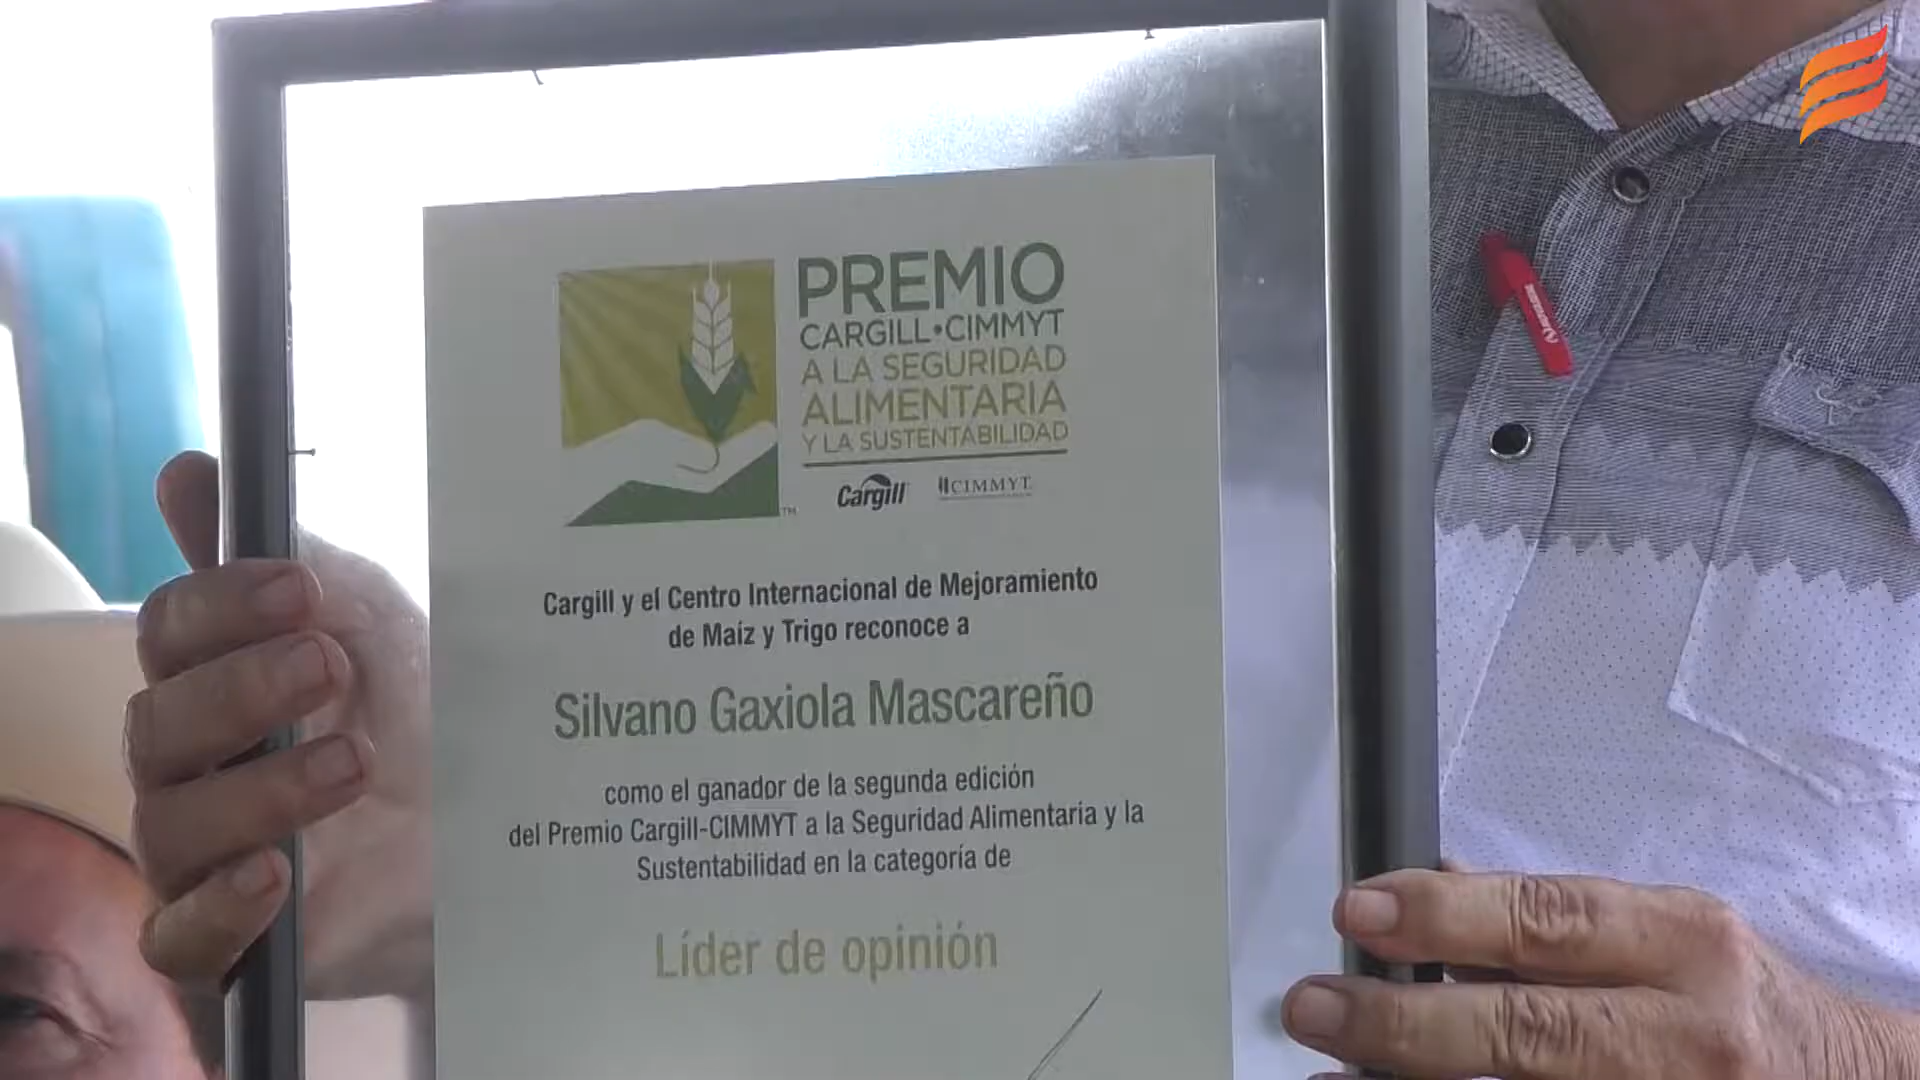 PREMIO
CARGILL•CIMMYT
A LA SEGURIDAD
ALIMENTARIA
Y LA SUSTENTABILIDAD
Cargill CIMMYT
TM
Cargill y el Centro Internacional de Mejoramiento
de Maíz y Trigo reconoce a
Silvano Gaxiola Mascareño
como el ganador de la segunda edición
del Premio Cargill-CIMMYT a la Seguridad Alimentaria y la
Sustentabilidad en la categoría de
Líder de opinión